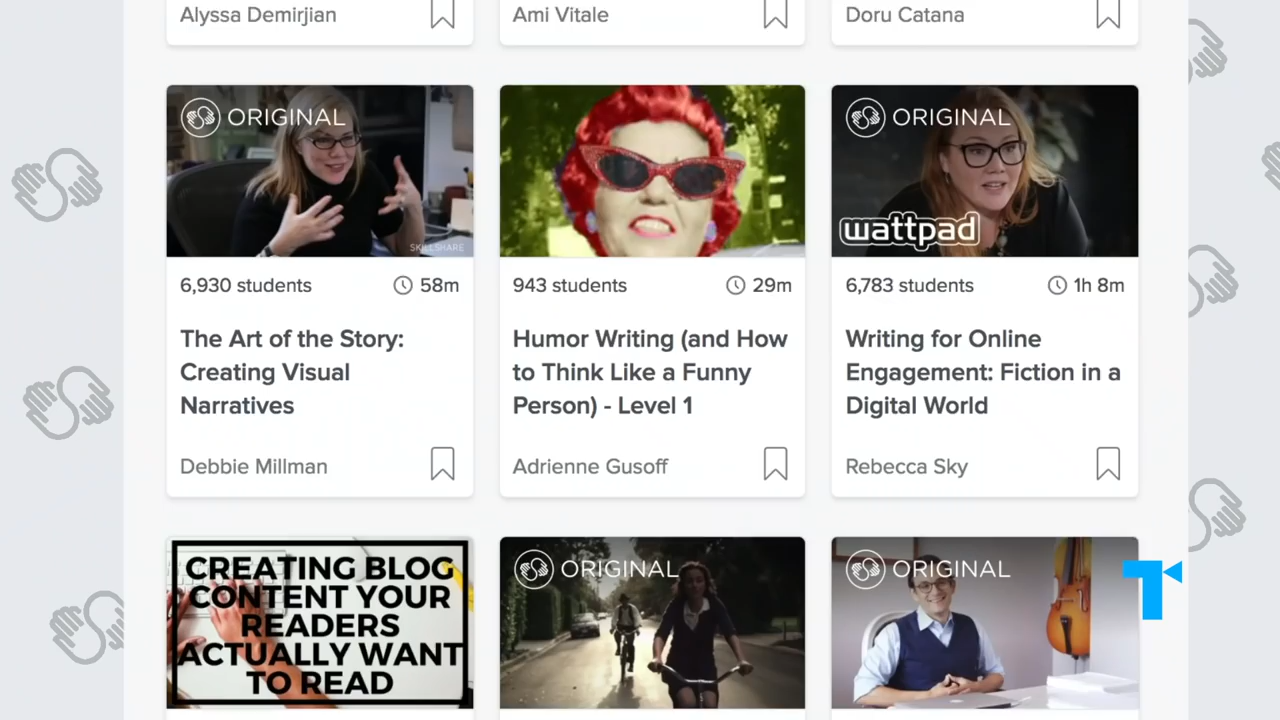 Alyssa Demirjian
Ami Vitale
Doru Catana
ORIGINAL
SKILLSHARE
ORIGINAL
wattpad
6,930 students
58m
943 students
29m
6,783 students
1h 8m
The Art of the Story:
Creating Visual
Narratives
Humor Writing (and How
to Think Like a Funny
Person) - Level 1
Writing for Online
Engagement: Fiction in a
Digital World
Debbie Millman
Adrienne Gusoff
Rebecca Sky
CREATING BLOG
CONTENT YOUR
READERS
ACTUALLY WANT
TO READ
ORIGINAL
ORIGINAL